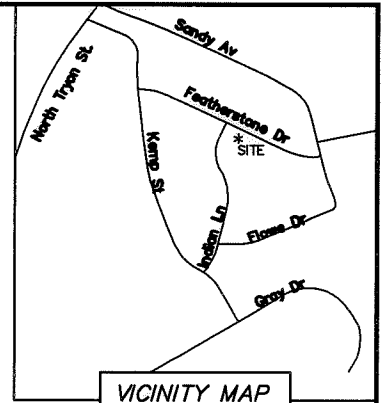 Sandy Av
North Tryon St.
Featherstone Dr
*
SITE
Kemp St
Indian Ln
Flowe Dr
Gray Dr
VICINITY MAP